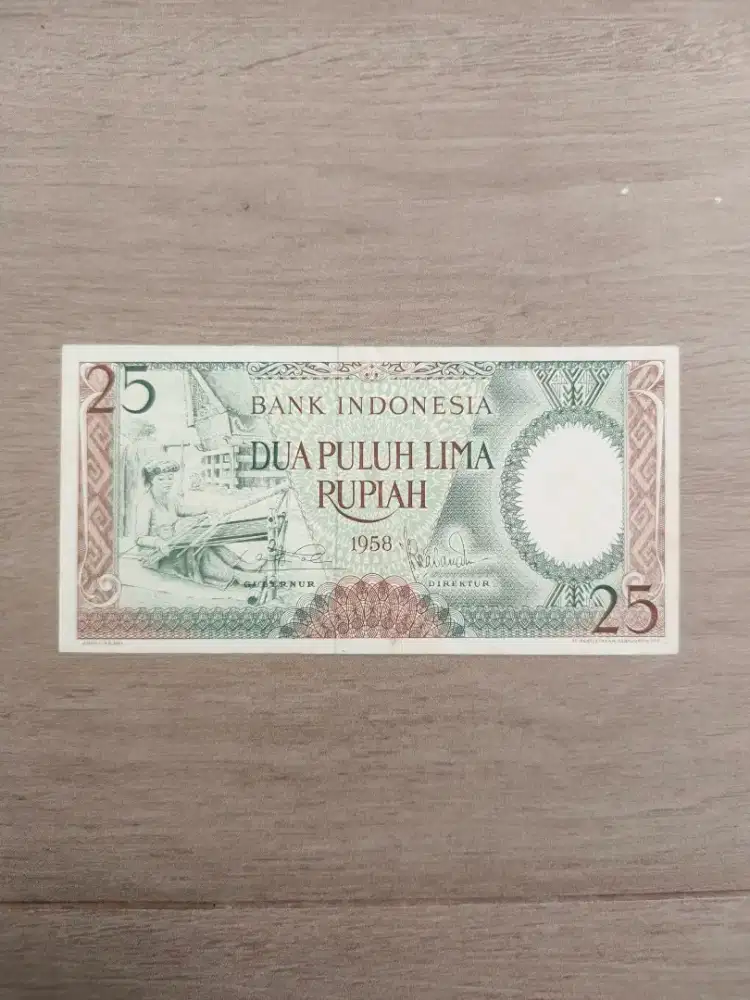 25
BANK INDONESIA
DUA PULUH LIMA
RUPIAH
1958
GUBERNUR
DIREKTUR
25